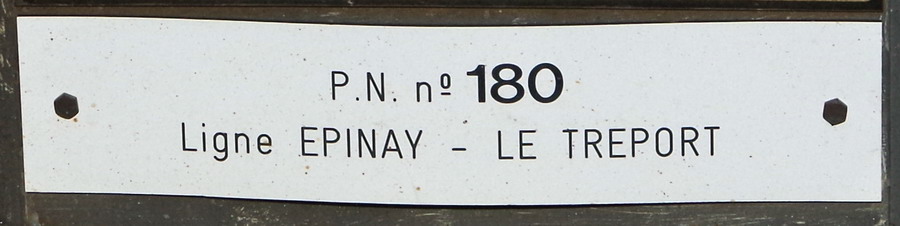 P.N. nº 180
Ligne EPINAY - LE TREPORT